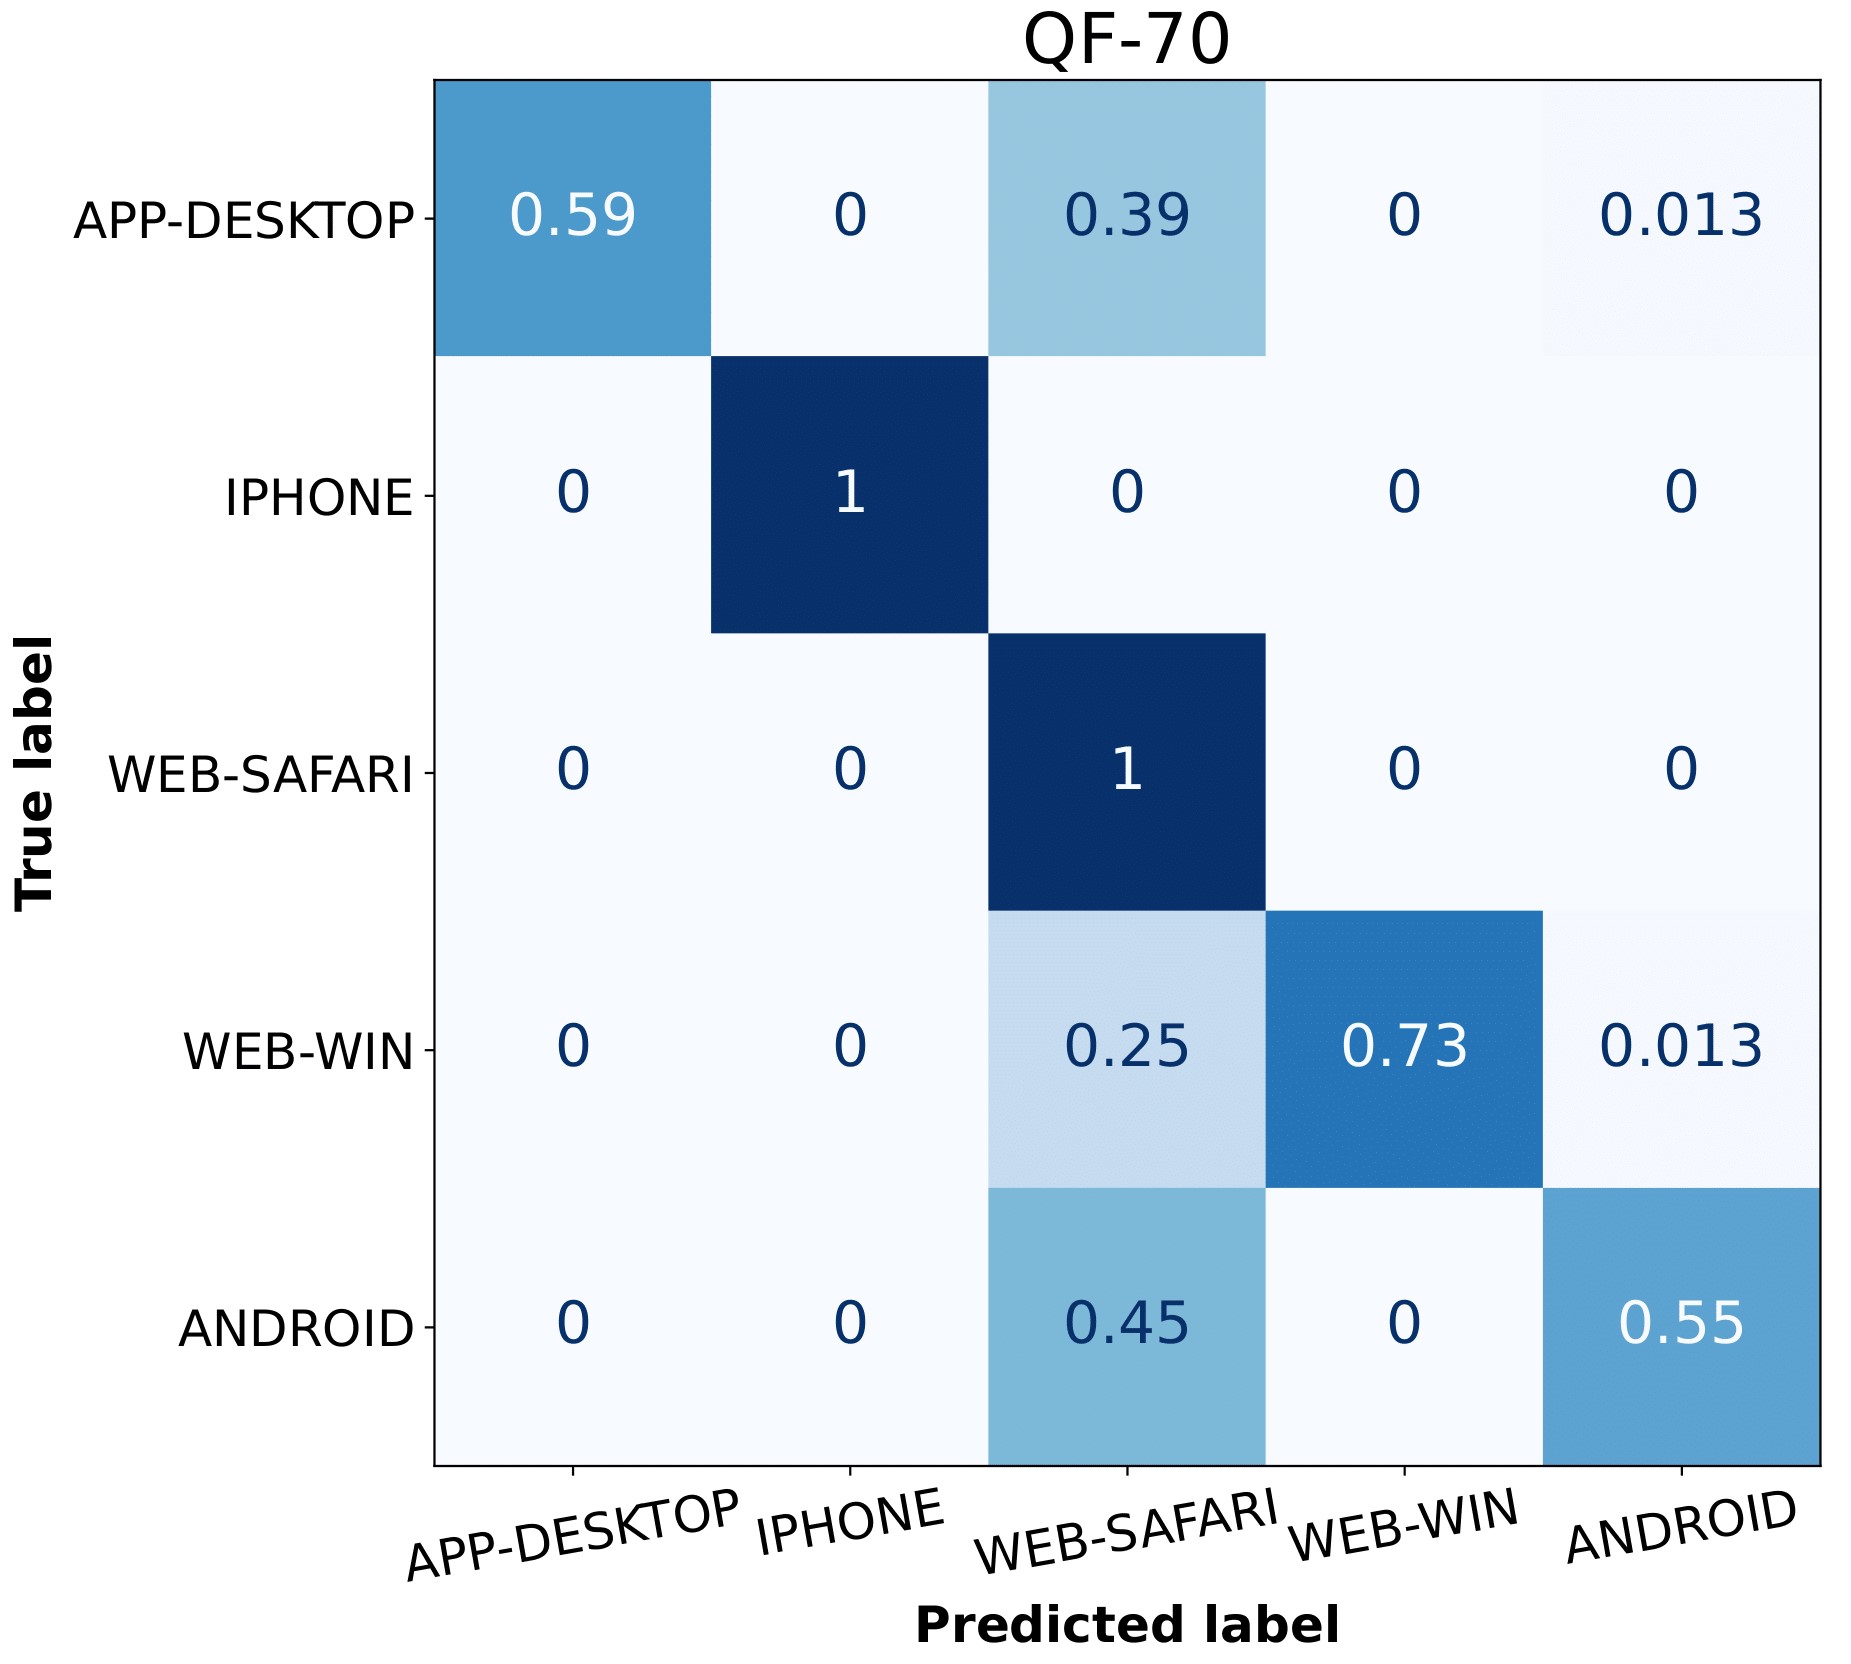 QF-70
APP-DESKTOP 0.59 0 0.39 0 0.013
IPHONE 0 1 0 0 0
WEB-SAFARI 0 0 1 0 0
WEB-WIN 0 0 0.25 0.73 0.013
ANDROID 0 0 0.45 0 0.55
True label
APP-DESKTOP IPHONE WEB-SAFARI WEB-WIN ANDROID
Predicted label